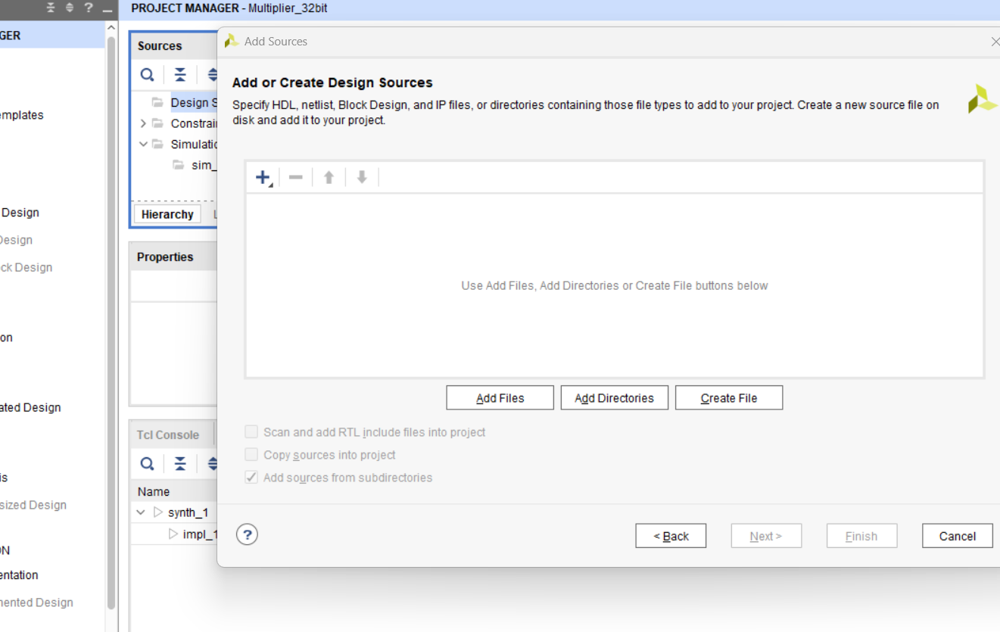 ?
PROJECT MANAGER - Multiplier_32bit
GER
emplates
Design
Design
ck Design
on
ated Design
is
sized Design
ON
entation
nented Design
Sources
Design S
Constrain
Simulatio
sim_
Hierarchy
Properties
Tcl Console
Name
synth_1
impl_1
Add Sources
Add or Create Design Sources
Specify HDL, netlist, Block Design, and IP files, or directories containing those file types to add to your project. Create a new source file on
disk and add it to your project.
Use Add Files, Add Directories or Create File buttons below
Add Files Add Directories Create File
Scan and add RTL include files into project
Copy sources into project
Add sources from subdirectories
? < Back Next > Finish Cancel